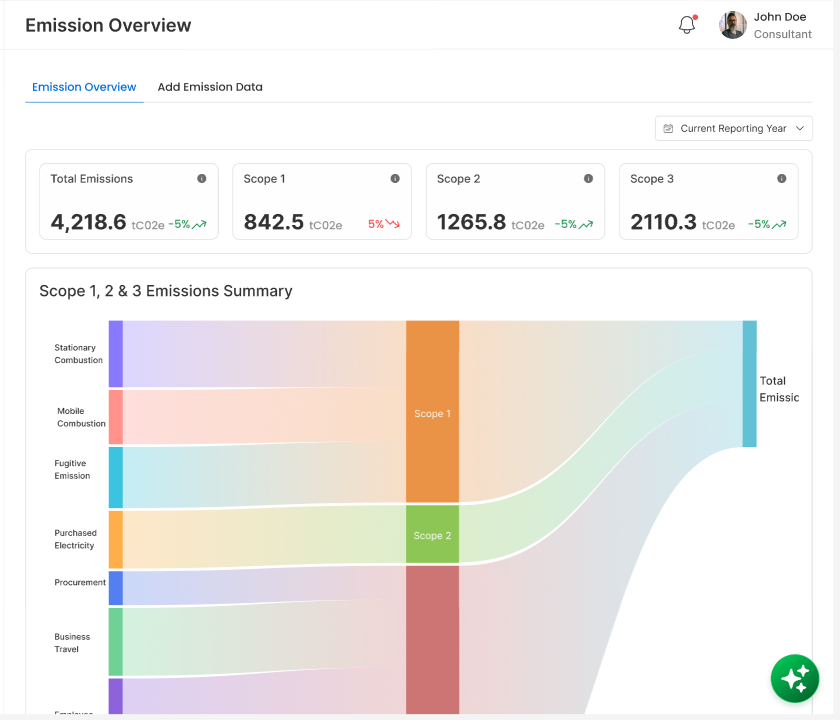 Emission Overview
John Doe
Consultant
Emission Overview
Add Emission Data
Current Reporting Year
Total Emissions
4,218.6 tC02e -5%
Scope 1
842.5 tC02e 5%
Scope 2
1265.8 tC02e -5%
Scope 3
2110.3 tC02e -5%
Scope 1, 2 & 3 Emissions Summary
Stationary
Combustion
Mobile
Combustion
Fugitive
Emission
Purchased
Electricity
Procurement
Business
Travel
Scope 1
Scope 2
Total
Emissic